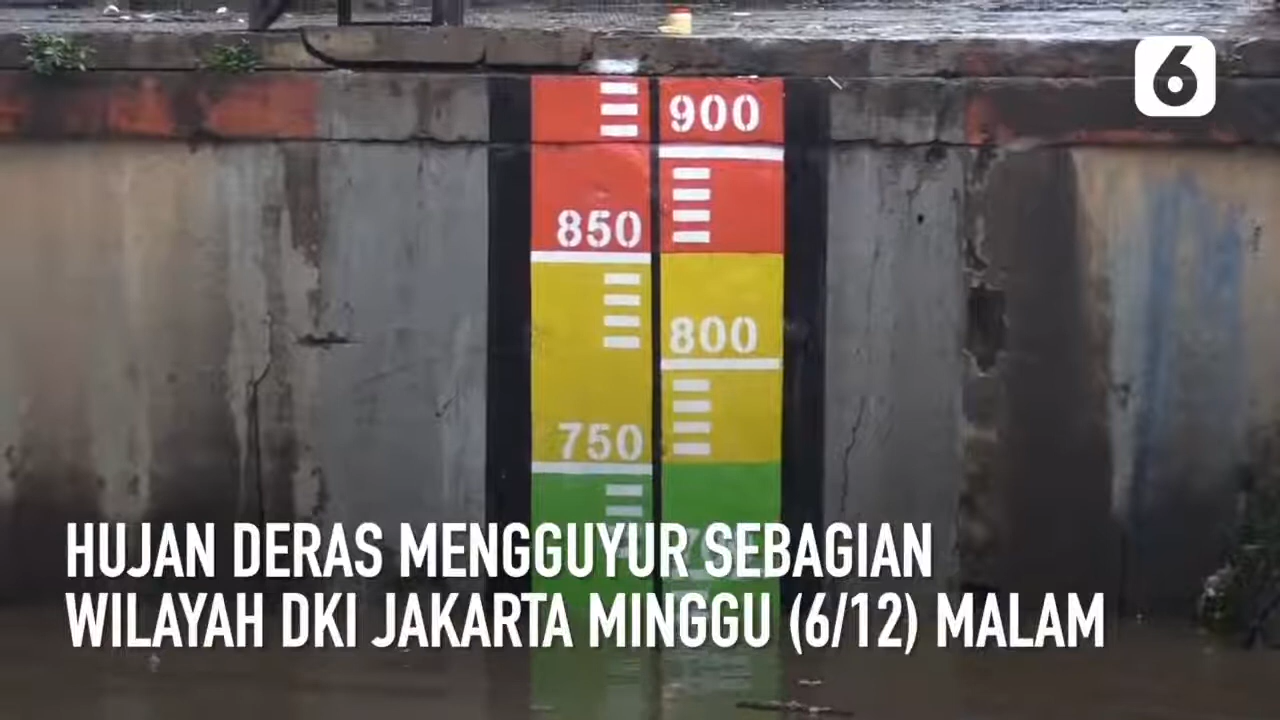 6
900
850
800
750
HUJAN DERAS MENGGUYUR SEBAGIAN
WILAYAH DKI JAKARTA MINGGU (6/12) MALAM